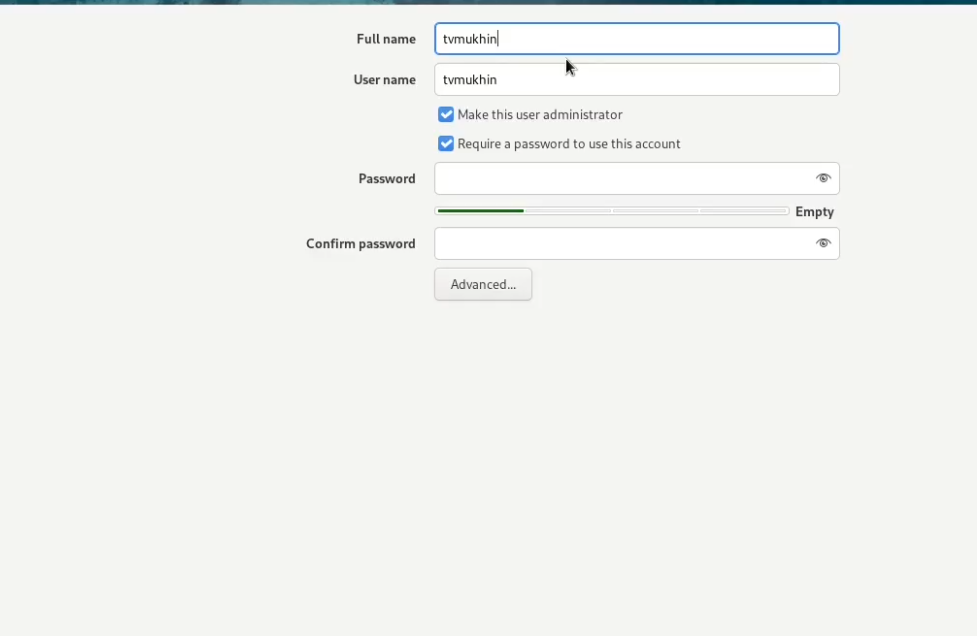 Full name tvmukhin
User name tvmukhin
Make this user administrator
Require a password to use this account
Password
Empty
Confirm password
Advanced...